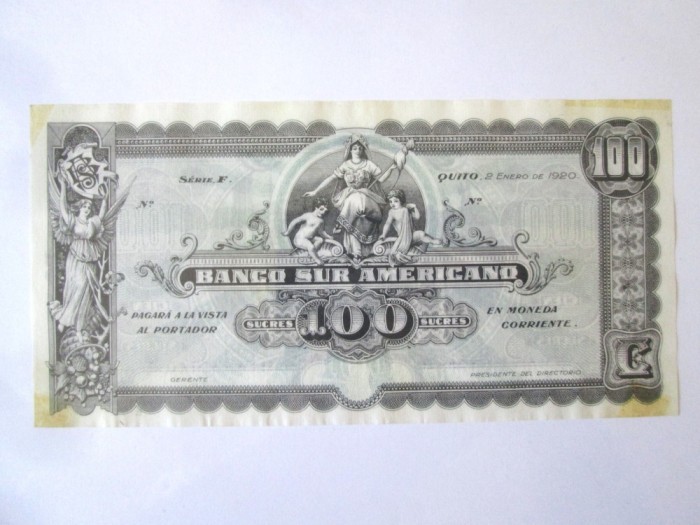 100
SÉRIE F.
QUITO, 2 ENERO DE 1920.
Nº
Nº
BANCO SUR AMERICANO
PAGARÁ A LA VISTA
AL PORTADOR
SUCRES 100 SUCRES
EN MONEDA
CORRIENTE.
GERENTE
PRESIDENTE DEL DIRECTORIO
C